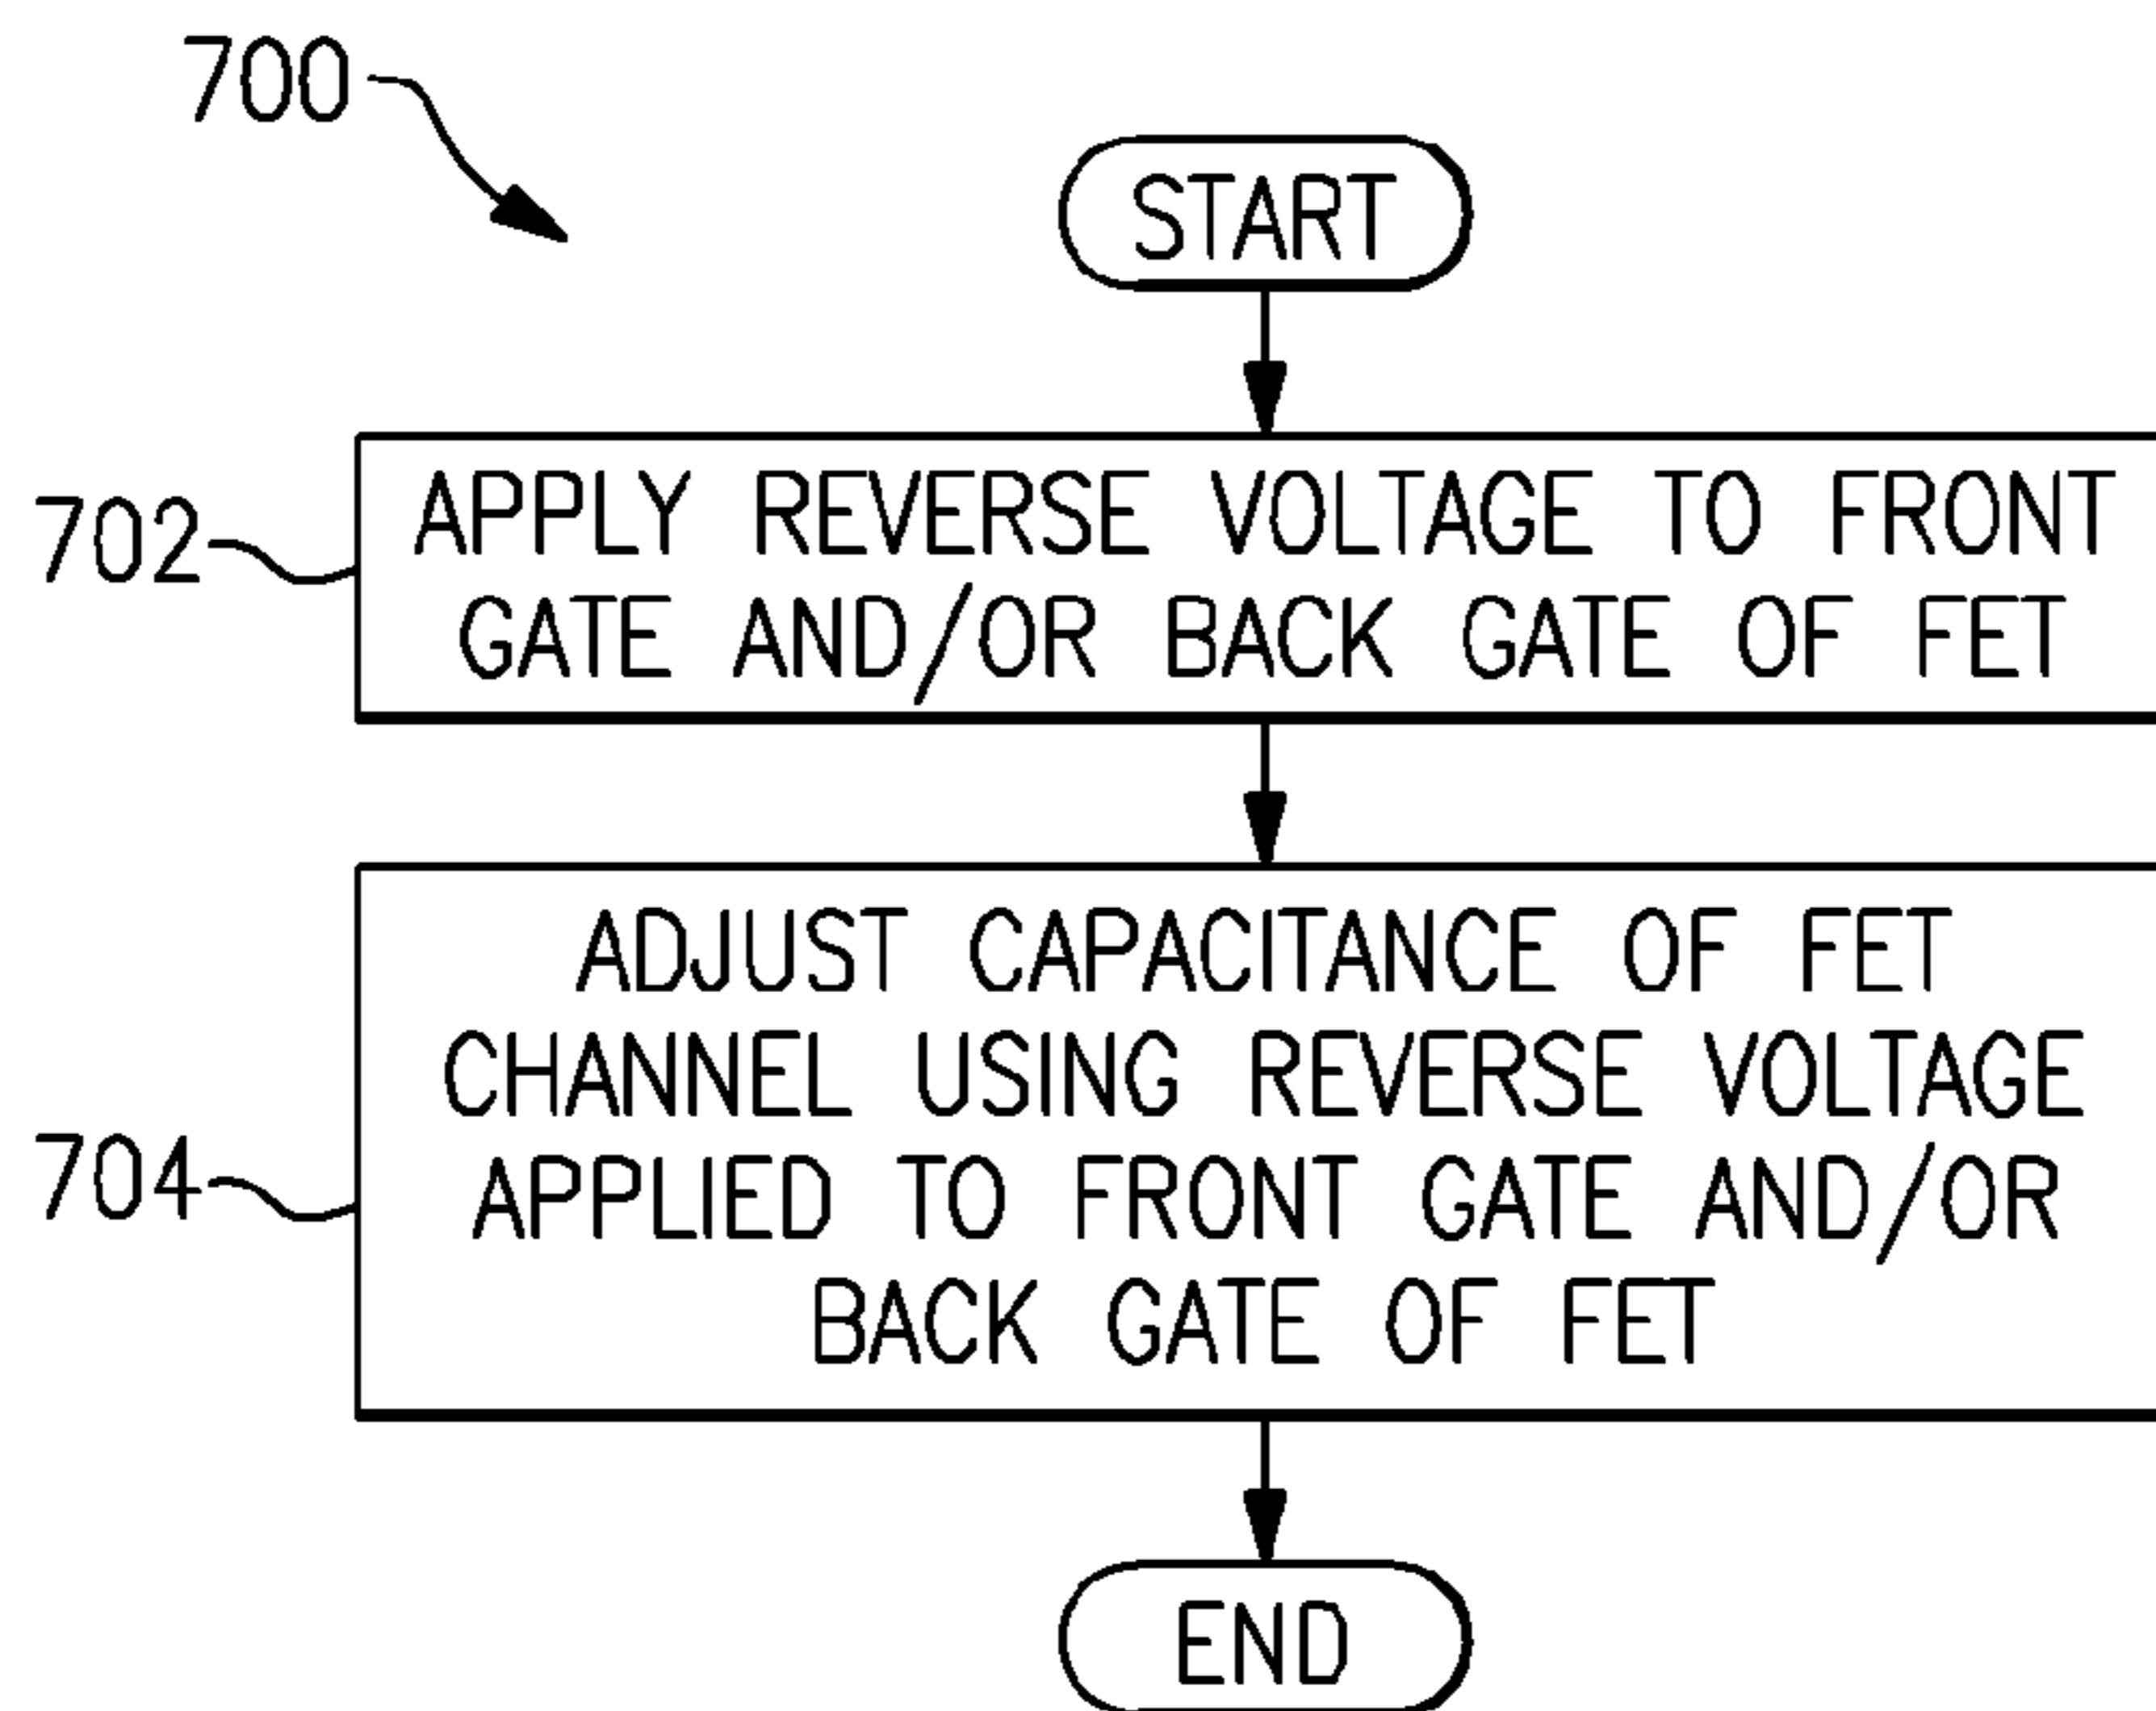 700
START
702
APPLY REVERSE VOLTAGE TO FRONT
GATE AND/OR BACK GATE OF FET
704
ADJUST CAPACITANCE OF FET
CHANNEL USING REVERSE VOLTAGE
APPLIED TO FRONT GATE AND/OR
BACK GATE OF FET
END